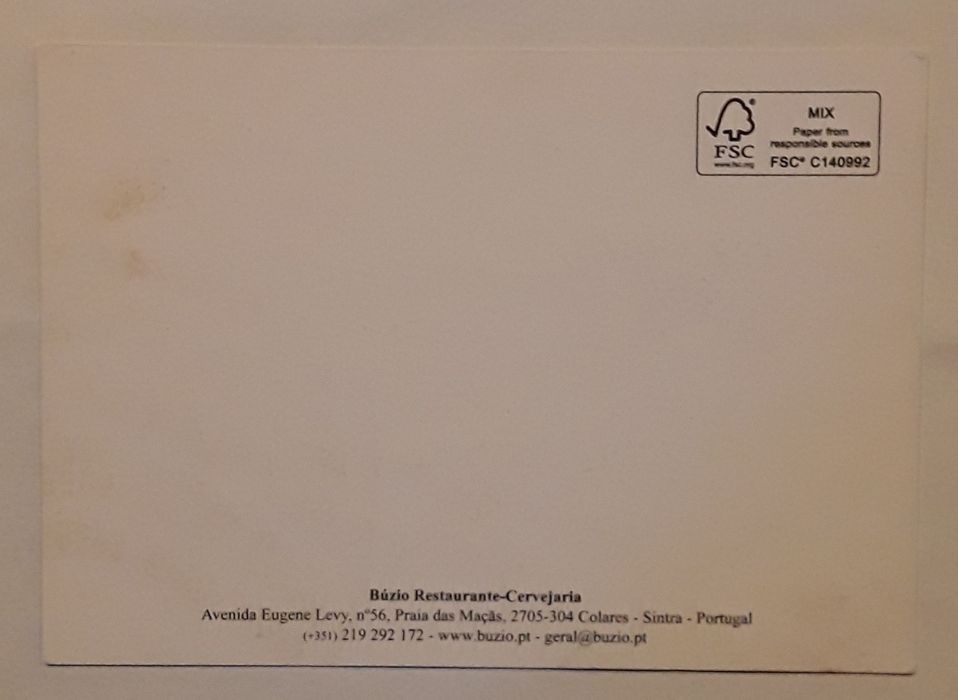 MIX
Paper from
responsible sources
FSC® C140992
FSC
www.fsc.org
Búzio Restaurante-Cervejaria
Avenida Eugene Levy, nº56, Praia das Maçãs, 2705-304 Colares - Sintra - Portugal
(+351) 219 292 172 - www.buzio.pt - geral@buzio.pt